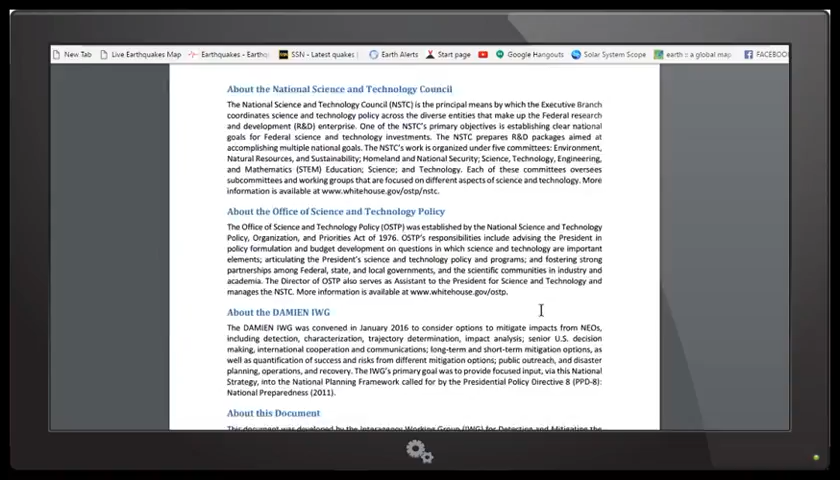 New Tab Live Earthquakes Map Earthquakes - Eartho SSN - Latest quakes | Earth Alerts Start page Google Hangouts Solar System Scope earth :: a global map FACEBOO
About the National Science and Technology Council
The National Science and Technology Council (NSTC) is the principal means by which the Executive Branch
coordinates science and technology policy across the diverse entities that make up the Federal research
and development (R&D) enterprise. One of the NSTC's primary objectives is establishing clear national
goals for Federal science and technology investments. The NSTC prepares R&D packages aimed at
accomplishing multiple national goals. The NSTC's work is organized under five committees: Environment,
Natural Resources, and Sustainability; Homeland and National Security; Science, Technology, Engineering,
and Mathematics (STEM) Education; Science; and Technology. Each of these committees oversees
subcommittees and working groups that are focused on different aspects of science and technology. More
information is available at www.whitehouse.gov/ostp/nstc.
About the Office of Science and Technology Policy
The Office of Science and Technology Policy (OSTP) was established by the National Science and Technology
Policy, Organization, and Priorities Act of 1976. OSTP's responsibilities include advising the President in
policy formulation and budget development on questions in which science and technology are important
elements; articulating the President's science and technology policy and programs; and fostering strong
partnerships among Federal, state, and local governments, and the scientific communities in industry and
academia. The Director of OSTP also serves as Assistant to the President for Science and Technology and
manages the NSTC. More information is available at www.whitehouse.gov/ostp.
About the DAMIEN IWG
The DAMIEN IWG was convened in January 2016 to consider options to mitigate impacts from NEOs,
including detection, characterization, trajectory determination, impact analysis; senior U.S. decision
making, international cooperation and communications; long-term and short-term mitigation options, as
well as quantification of success and risks from different mitigation options; public outreach, and disaster
planning, operations, and recovery. The IWG's primary goal was to provide focused input, via this National
Strategy, into the National Planning Framework called for by the Presidential Policy Directive 8 (PPD-8):
National Preparedness (2011).
About this Document
This document was developed by the Interagency Working Group (IWG) for Detecting and Mitigating the